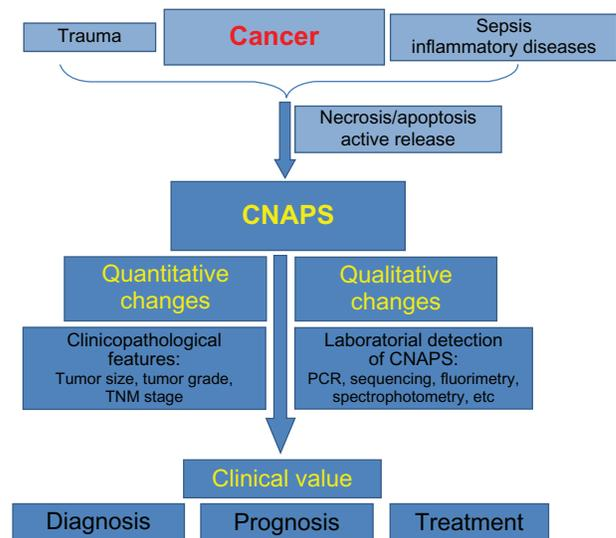 Trauma
Cancer
Sepsis
inflammatory diseases
Necrosis/apoptosis
active release
CNAPS
Quantitative
changes
Qualitative
changes
Clinicopathological
features:
Tumor size, tumor grade,
TNM stage
Laboratorial detection
of CNAPS:
PCR, sequencing, fluorimetry,
spectrophotometry, etc
Clinical value
Diagnosis
Prognosis
Treatment